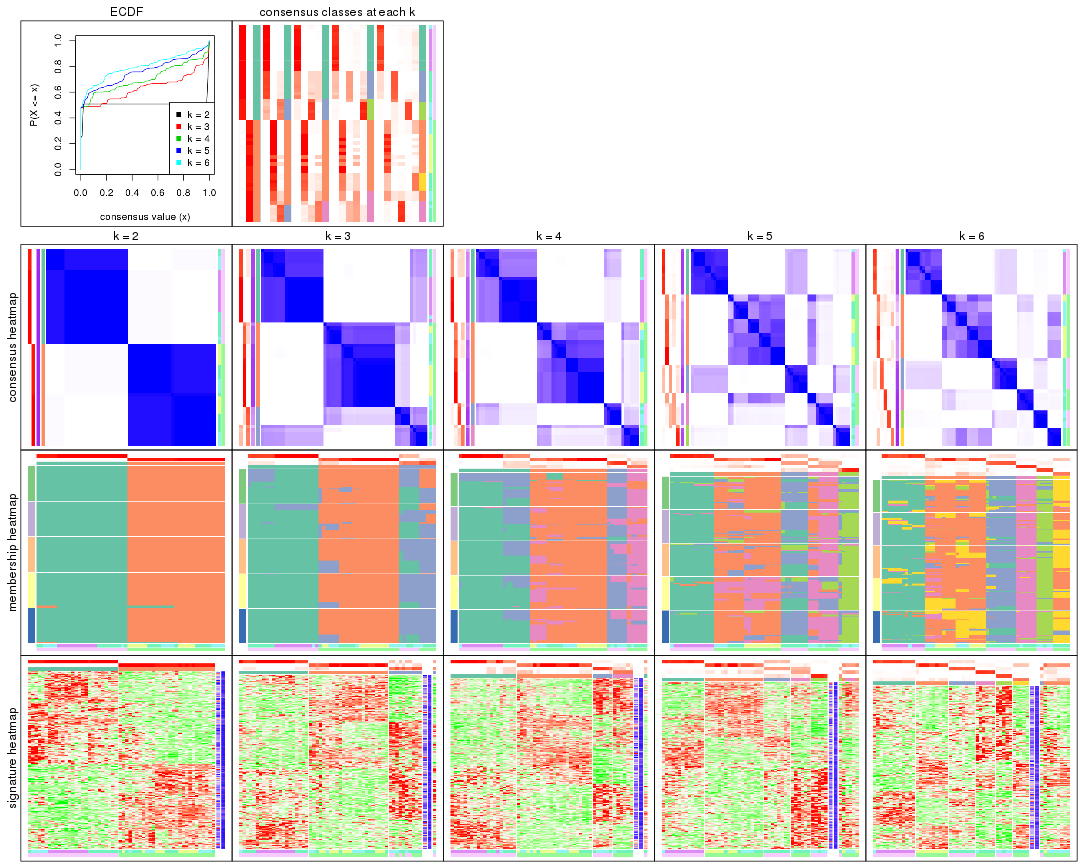 ECDF
consensus classes at each k
P(X <= x)
0.0 0.2 0.4 0.6 0.8 1.0
k = 2
k = 3
k = 4
k = 5
k = 6
0.0 0.2 0.4 0.6 0.8 1.0
consensus value (x)
k = 2
k = 3
k = 4
k = 5
k = 6
consensus heatmap
membership heatmap
signature heatmap